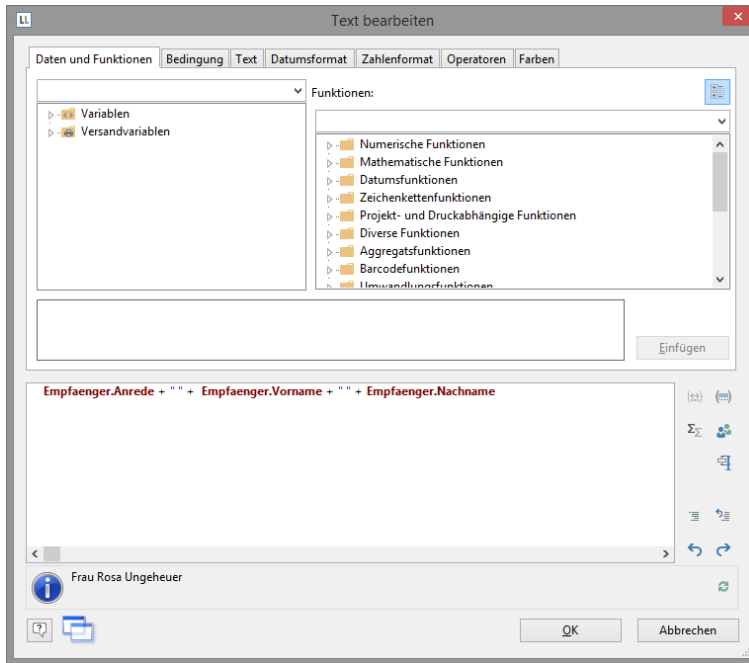 LL Text bearbeiten
Daten und Funktionen Bedingung Text Datumsformat Zahlenformat Operatoren Farben
Funktionen:
Variablen
Versandvariablen
Numerische Funktionen
Mathematische Funktionen
Datumsfunktionen
Zeichenkettenfunktionen
Projekt- und Druckabhängige Funktionen
Diverse Funktionen
Aggregatsfunktionen
Barcodefunktionen
Umwandlungsfunktionen
Einfügen
Empfaenger.Anrede + " " + Empfaenger.Vorname + " " + Empfaenger.Nachname
Frau Rosa Ungeheuer
OK Abbrechen